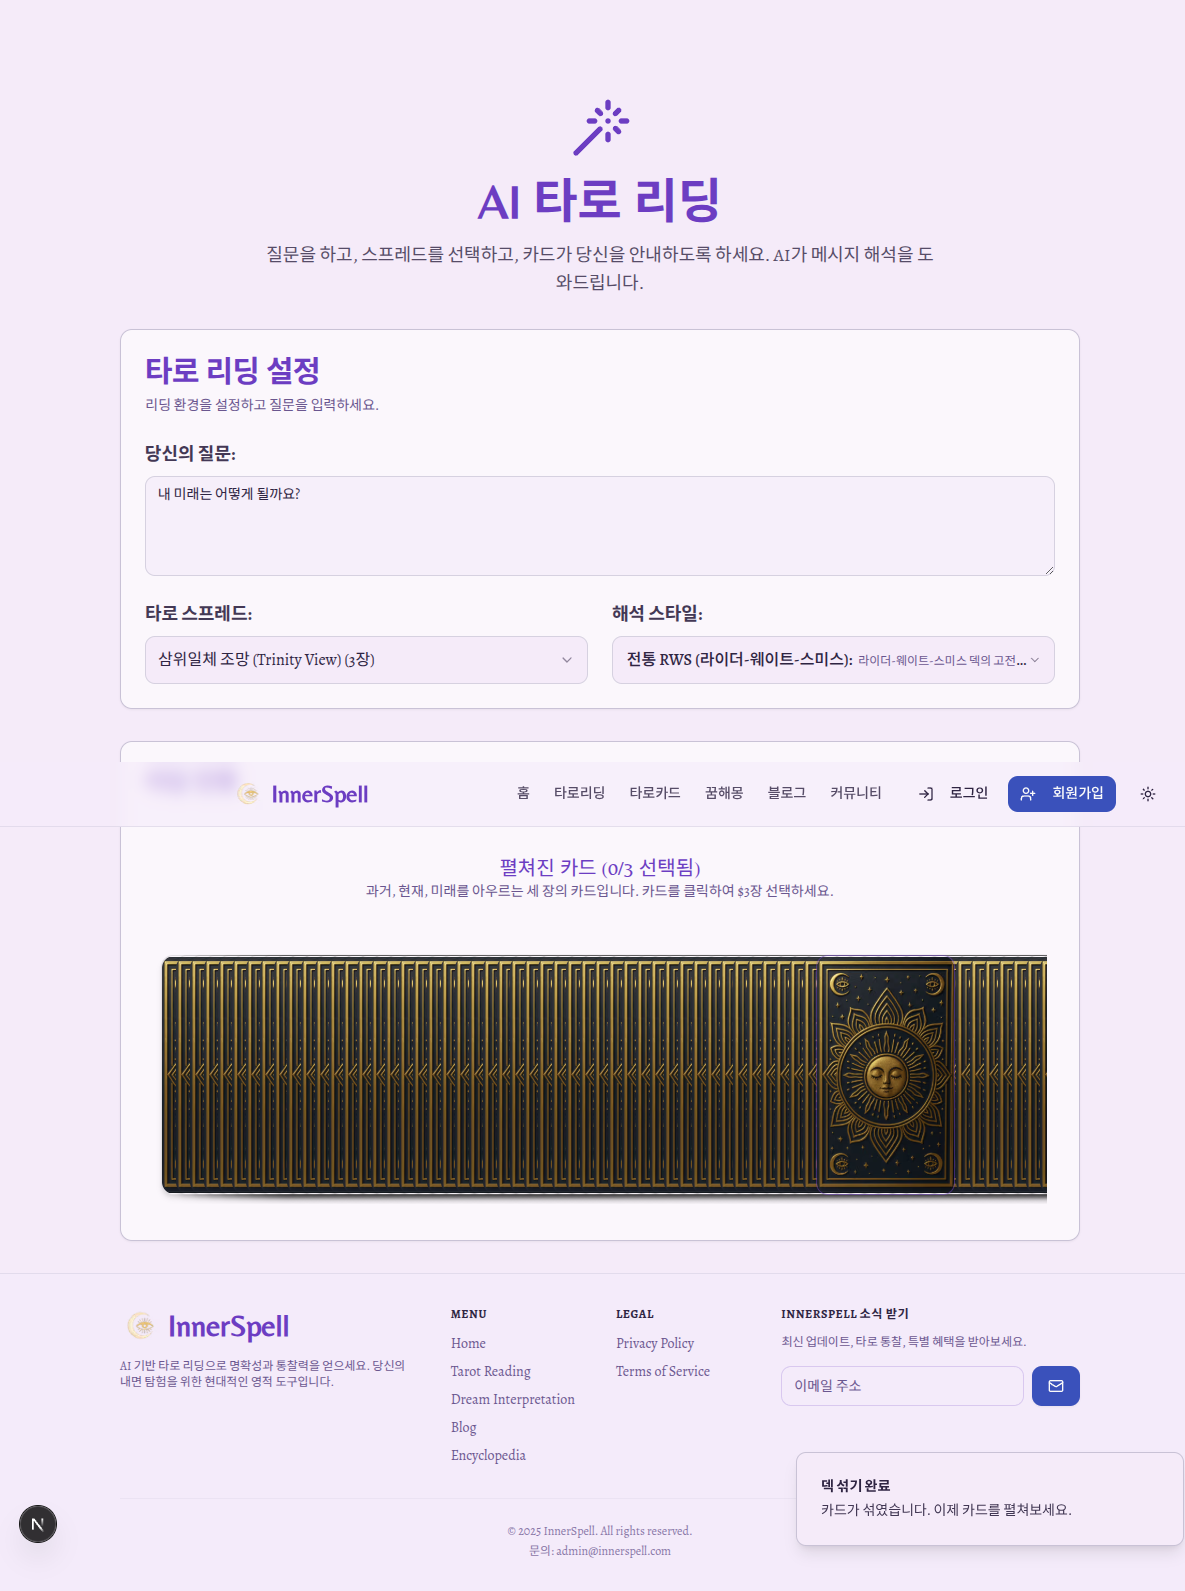 AI 타로 리딩
질문을 하고, 스프레드를 선택하고, 카드가 당신을 안내하도록 하세요. AI가 메시지 해석을 도
와드립니다.
타로 리딩 설정
리딩 환경을 설정하고 질문을 입력하세요.
당신의 질문:
내 미래는 어떻게 될까요?
타로 스프레드:
해석 스타일:
삼위일체 조망 (Trinity View) (3장)
전통 RWS (라이더-웨이트-스미스): 라이더-웨이트-스미스 덱의 고전...
InnerSpell
홈 타로리딩 타로카드 꿈해몽 블로그 커뮤니티 로그인 회원가입
펼쳐진 카드 (0/3 선택됨)
과거, 현재, 미래를 아우르는 세 장의 카드입니다. 카드를 클릭하여 $3장 선택하세요.
InnerSpell
AI 기반 타로 리딩으로 명확성과 통찰력을 얻으세요. 당신의
내면 탐험을 위한 현대적인 영적 도구입니다.
MENU
Home
Tarot Reading
Dream Interpretation
Blog
Encyclopedia
LEGAL
Privacy Policy
Terms of Service
INNERSPELL 소식 받기
최신 업데이트, 타로 통찰, 특별 혜택을 받아보세요.
이메일 주소
덱 섞기 완료
카드가 섞였습니다. 이제 카드를 펼쳐보세요.
N
© 2025 InnerSpell. All rights reserved.
문의: admin@innerspell.com